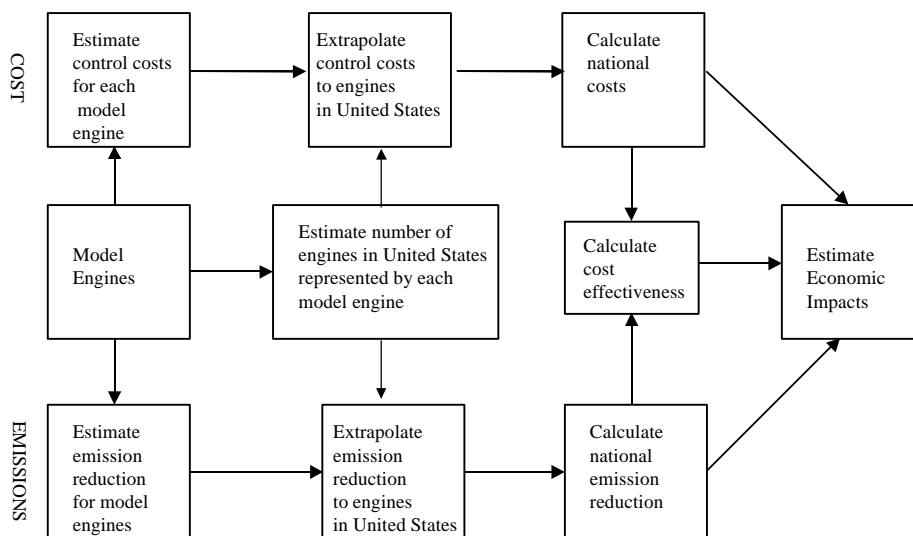 COST
Estimate
control costs
for each
model
engine
Extrapolate
control costs
to engines
in United States
Calculate
national
costs
Model
Engines
Estimate number of
engines in United States
represented by each
model engine
Calculate
cost
effectiveness
Estimate
Economic
Impacts
EMISSIONS
Estimate
emission
reduction
for model
engines
Extrapolate
emission
reduction
to engines
in United States
Calculate
national
emission
reduction